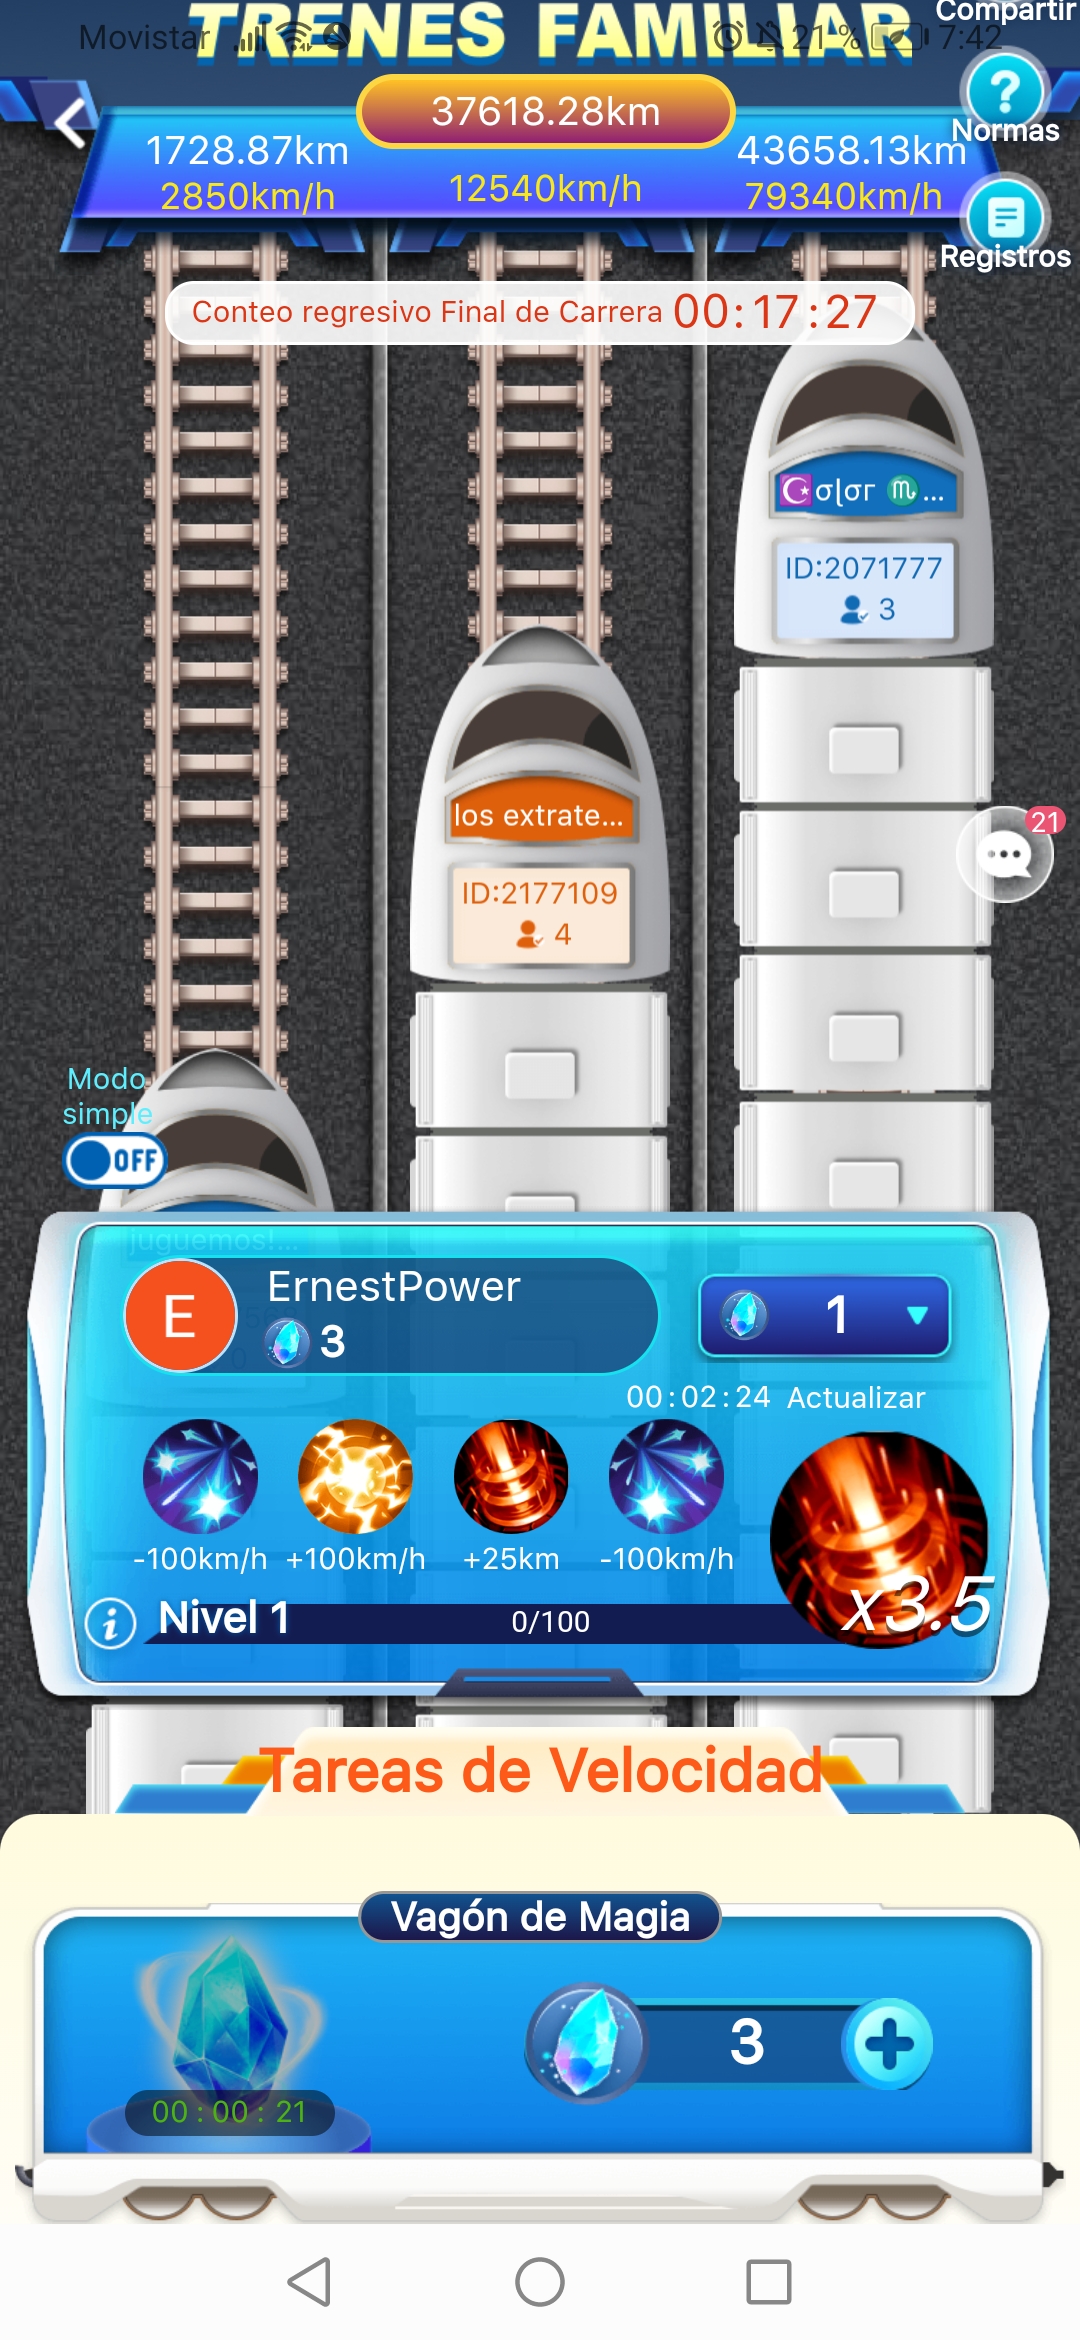 Movistar 21 % 7:42
TRENES FAMILIAR
Compartir
37618.28km
1728.87km
2850km/h
12540km/h
43658.13km
79340km/h
Normas
Registros
Conteo regresivo Final de Carrera 00:17:27
σɭσr ♏...
ID:2071777
3
los extrate...
ID:2177109
4
21
Modo
simple
OFF
juguemos!...
E
ErnestPower
3
1
00:02:24 Actualizar
-100km/h
+100km/h
+25km
-100km/h
x3.5
Nivel 1
0/100
Tareas de Velocidad
Vagón de Magia
3
00:00:21